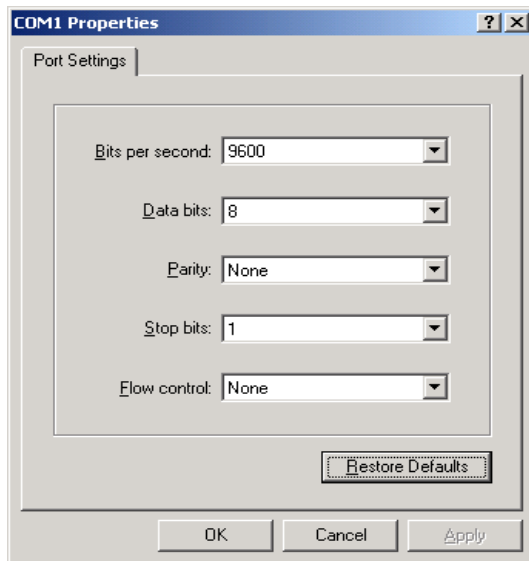 COM1 Properties
Port Settings
Bits per second: 9600
Data bits: 8
Parity: None
Stop bits: 1
Flow control: None
Restore Defaults
OK Cancel Apply